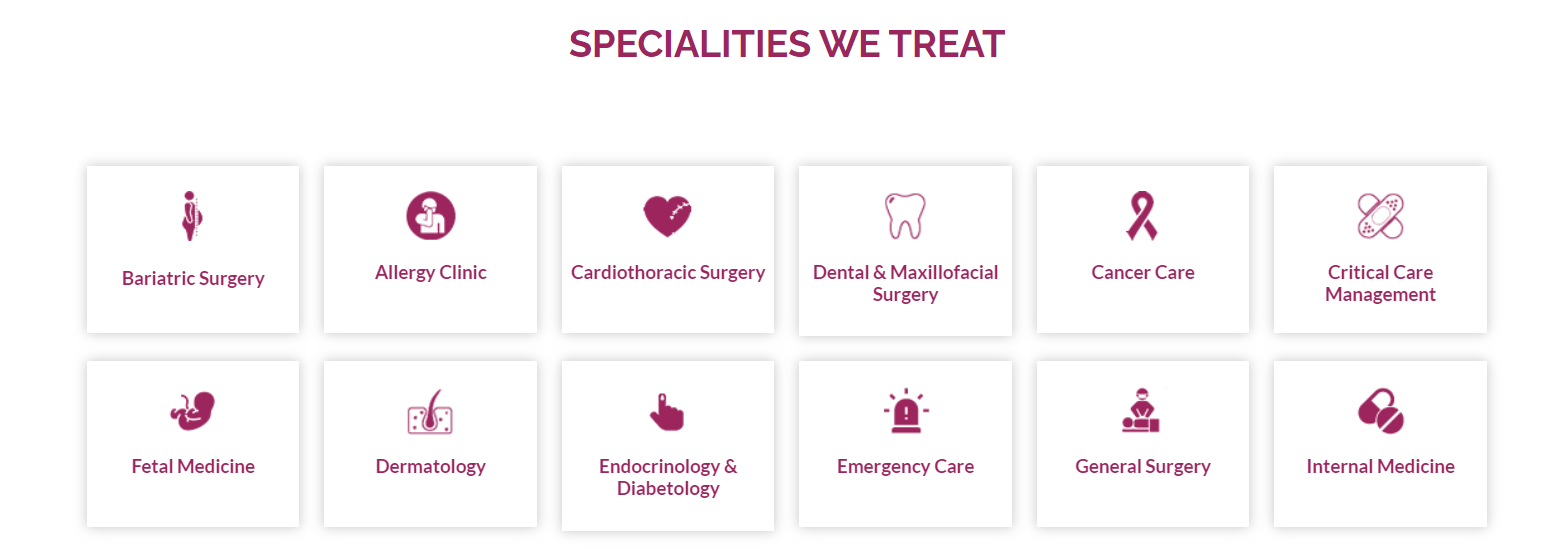 SPECIALITIES WE TREAT
Bariatric Surgery
Allergy Clinic
Cardiothoracic Surgery
Dental & Maxillofacial
Surgery
Cancer Care
Critical Care
Management
Fetal Medicine
Dermatology
Endocrinology &
Diabetology
Emergency Care
General Surgery
Internal Medicine